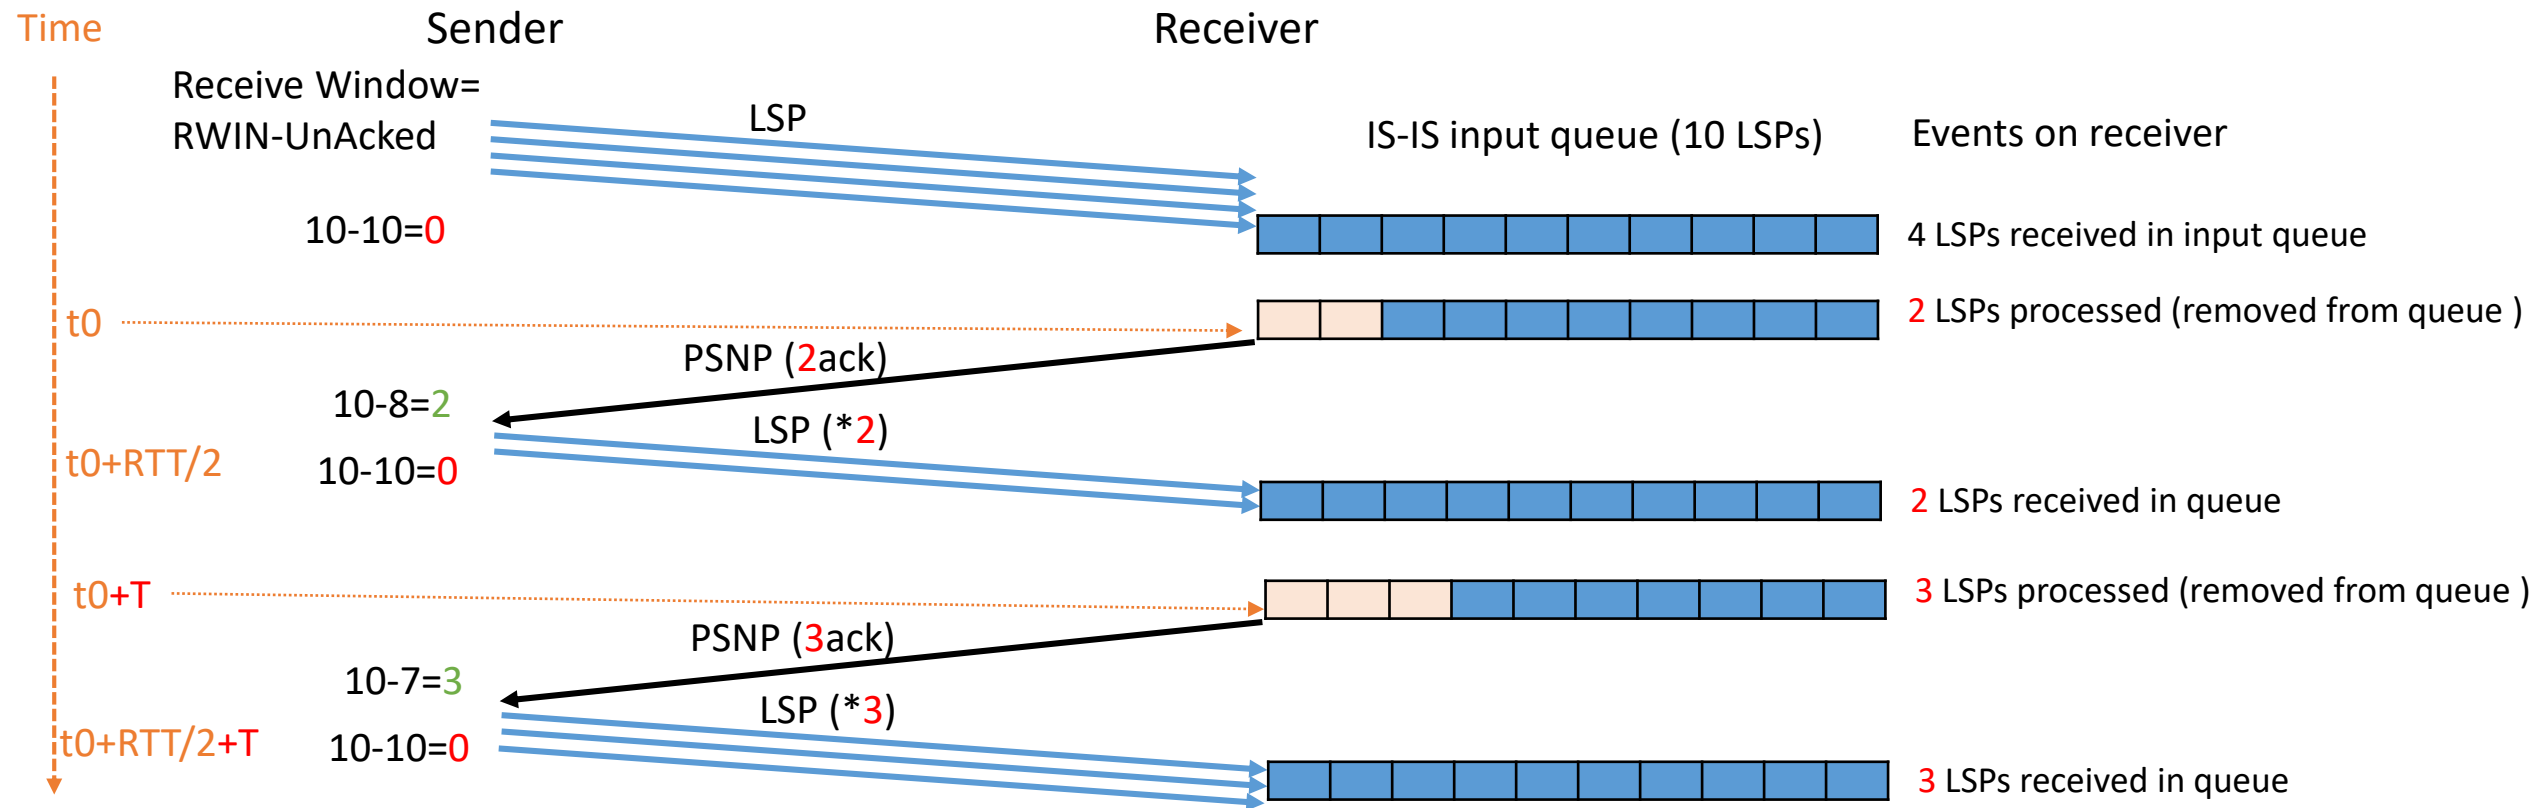 Time
Sender
Receiver
Receive Window=
RWIN-UnAcked
LSP
IS-IS input queue (10 LSPs)
Events on receiver
10-10=0
4 LSPs received in input queue
t0
2 LSPs processed (removed from queue )
PSNP (2ack)
10-8=2
LSP (*2)
t0+RTT/2
10-10=0
2 LSPs received in queue
t0+T
3 LSPs processed (removed from queue )
PSNP (3ack)
10-7=3
LSP (*3)
t0+RTT/2+T
10-10=0
3 LSPs received in queue